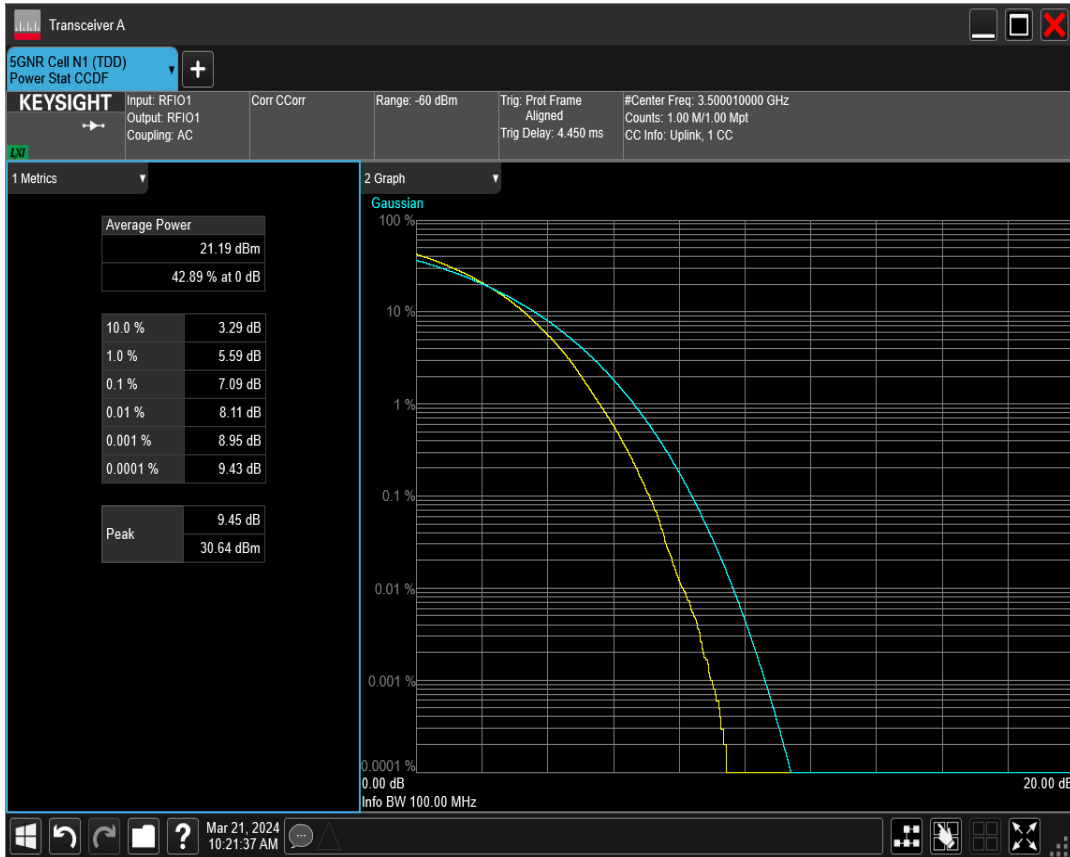 Transceiver A
5GNR Cell N1 (TDD)
Power Stat CCDF
KEYSIGHT
LXI
Input: RFIO1
Output: RFIO1
Coupling: AC
Corr CCorr
Range: -60 dBm
Trig: Prot Frame
Aligned
Trig Delay: 4.450 ms
#Center Freq: 3.500010000 GHz
Counts: 1.00 M/1.00 Mpt
CC Info: Uplink, 1 CC
1 Metrics
Average Power
21.19 dBm
42.89 % at 0 dB
10.0 % 3.29 dB
1.0 % 5.59 dB
0.1 % 7.09 dB
0.01 % 8.11 dB
0.001 % 8.95 dB
0.0001 % 9.43 dB
Peak 9.45 dB
30.64 dBm
2 Graph
Gaussian
100 %
10 %
1 %
0.1 %
0.01 %
0.001 %
0.0001 %
0.00 dB 20.00 dB
Info BW 100.00 MHz
Mar 21, 2024
10:21:37 AM